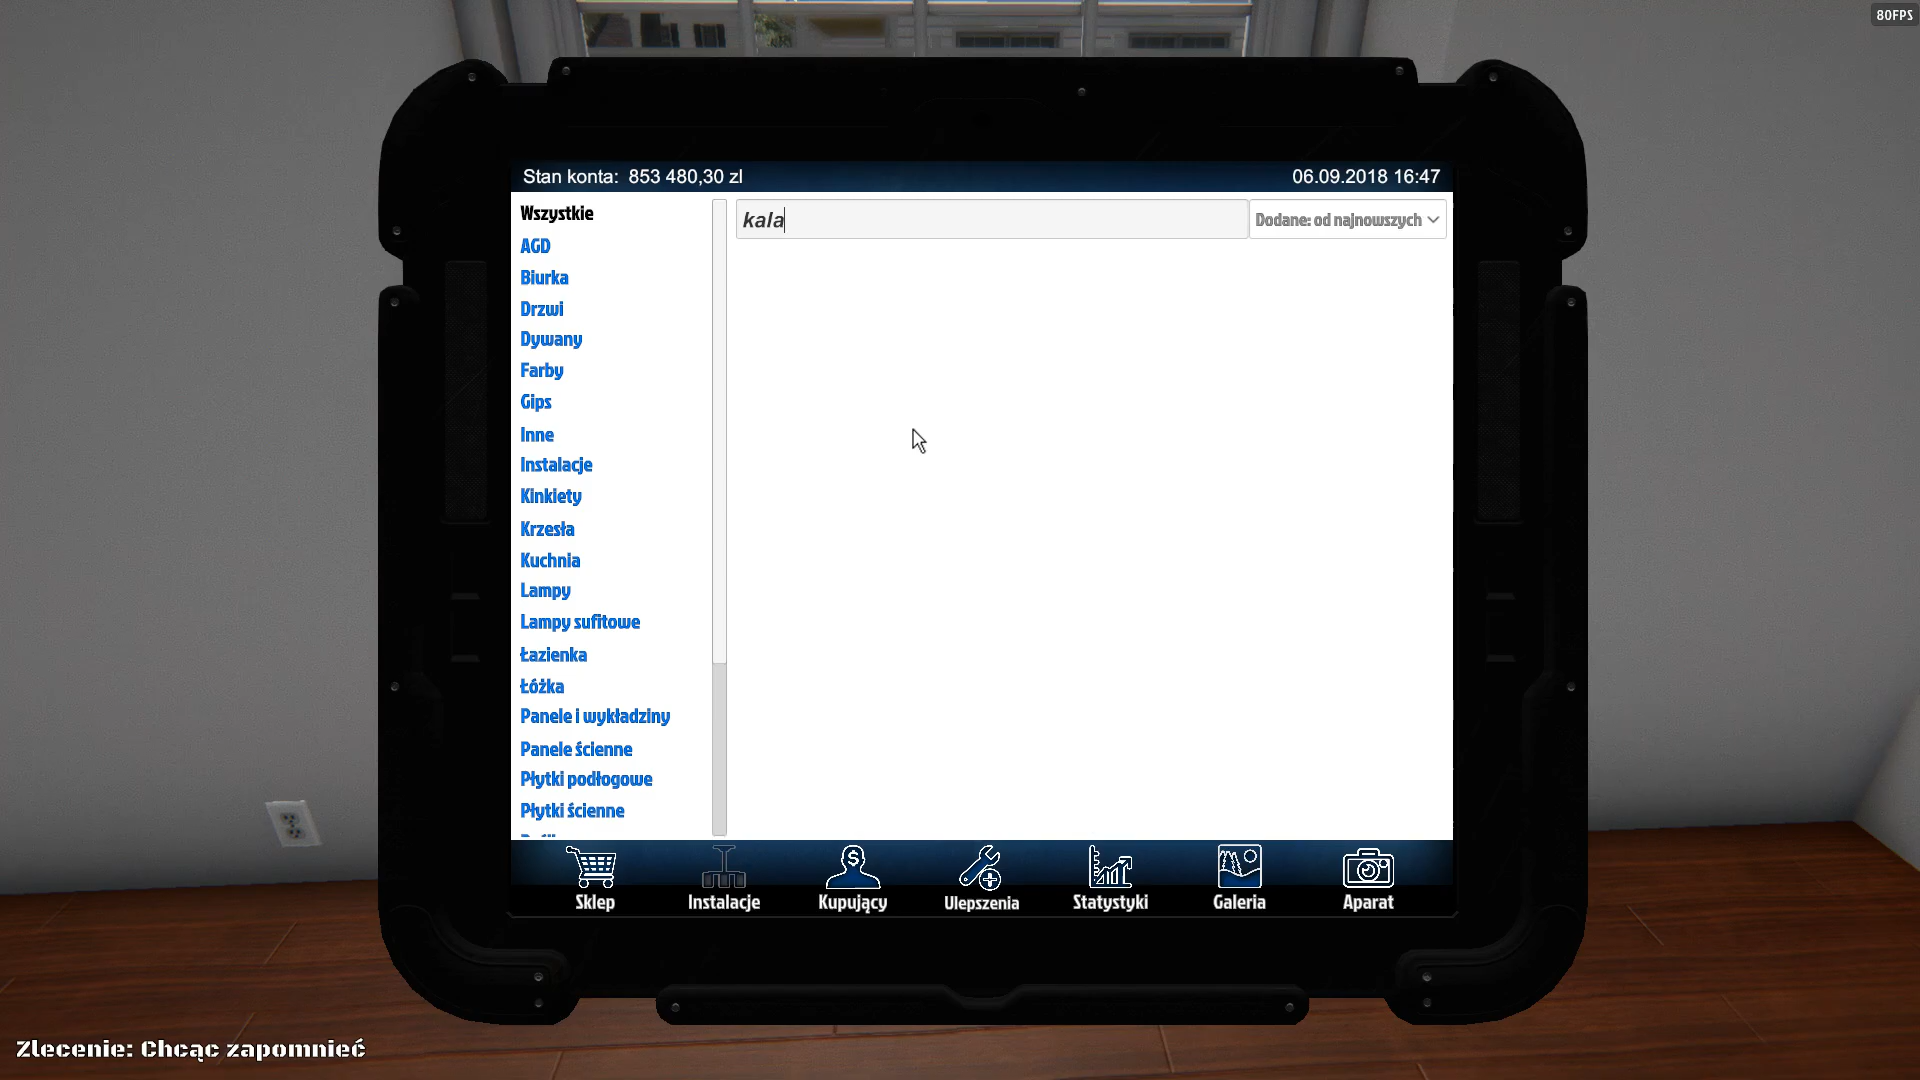 80FPS
Stan konta: 853 480,30 zl
06.09.2018 16:47
Wszystkie
AGD
Biurka
Drzwi
Dywany
Farby
Gips
Inne
Instalacje
Kinkiety
Krzesła
Kuchnia
Lampy
Lampy sufitowe
Łazienka
Łóżka
Panele i wykładziny
Panele ścienne
Płytki podłogowe
Płytki ścienne
kala
Dodane: od najnowszych
Sklep
Instalacje
Kupujący
Ulepszenia
Statystyki
Galeria
Aparat
Zlecenie: Chcąc zapomnieć